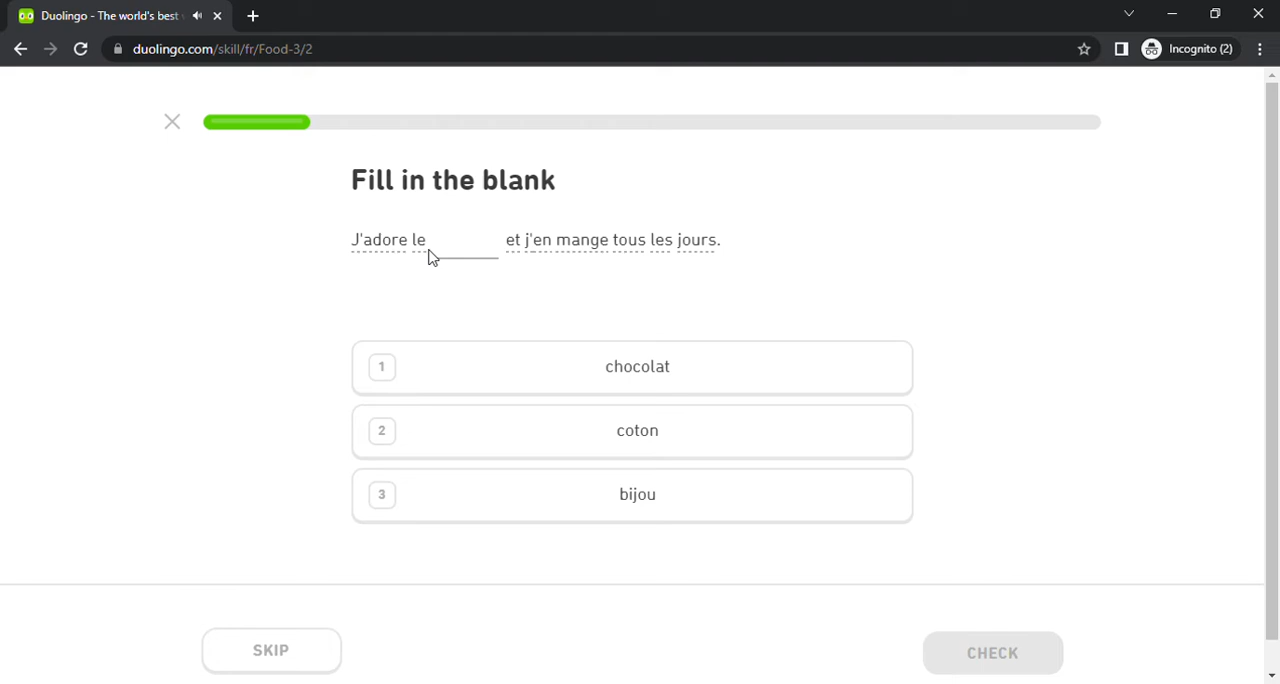 Duolingo - The world's best
duolingo.com/skill/fr/Food-3/2
Incognito (2)
Fill in the blank
J'adore le et j'en mange tous les jours.
1 chocolat
2 coton
3 bijou
SKIP
CHECK